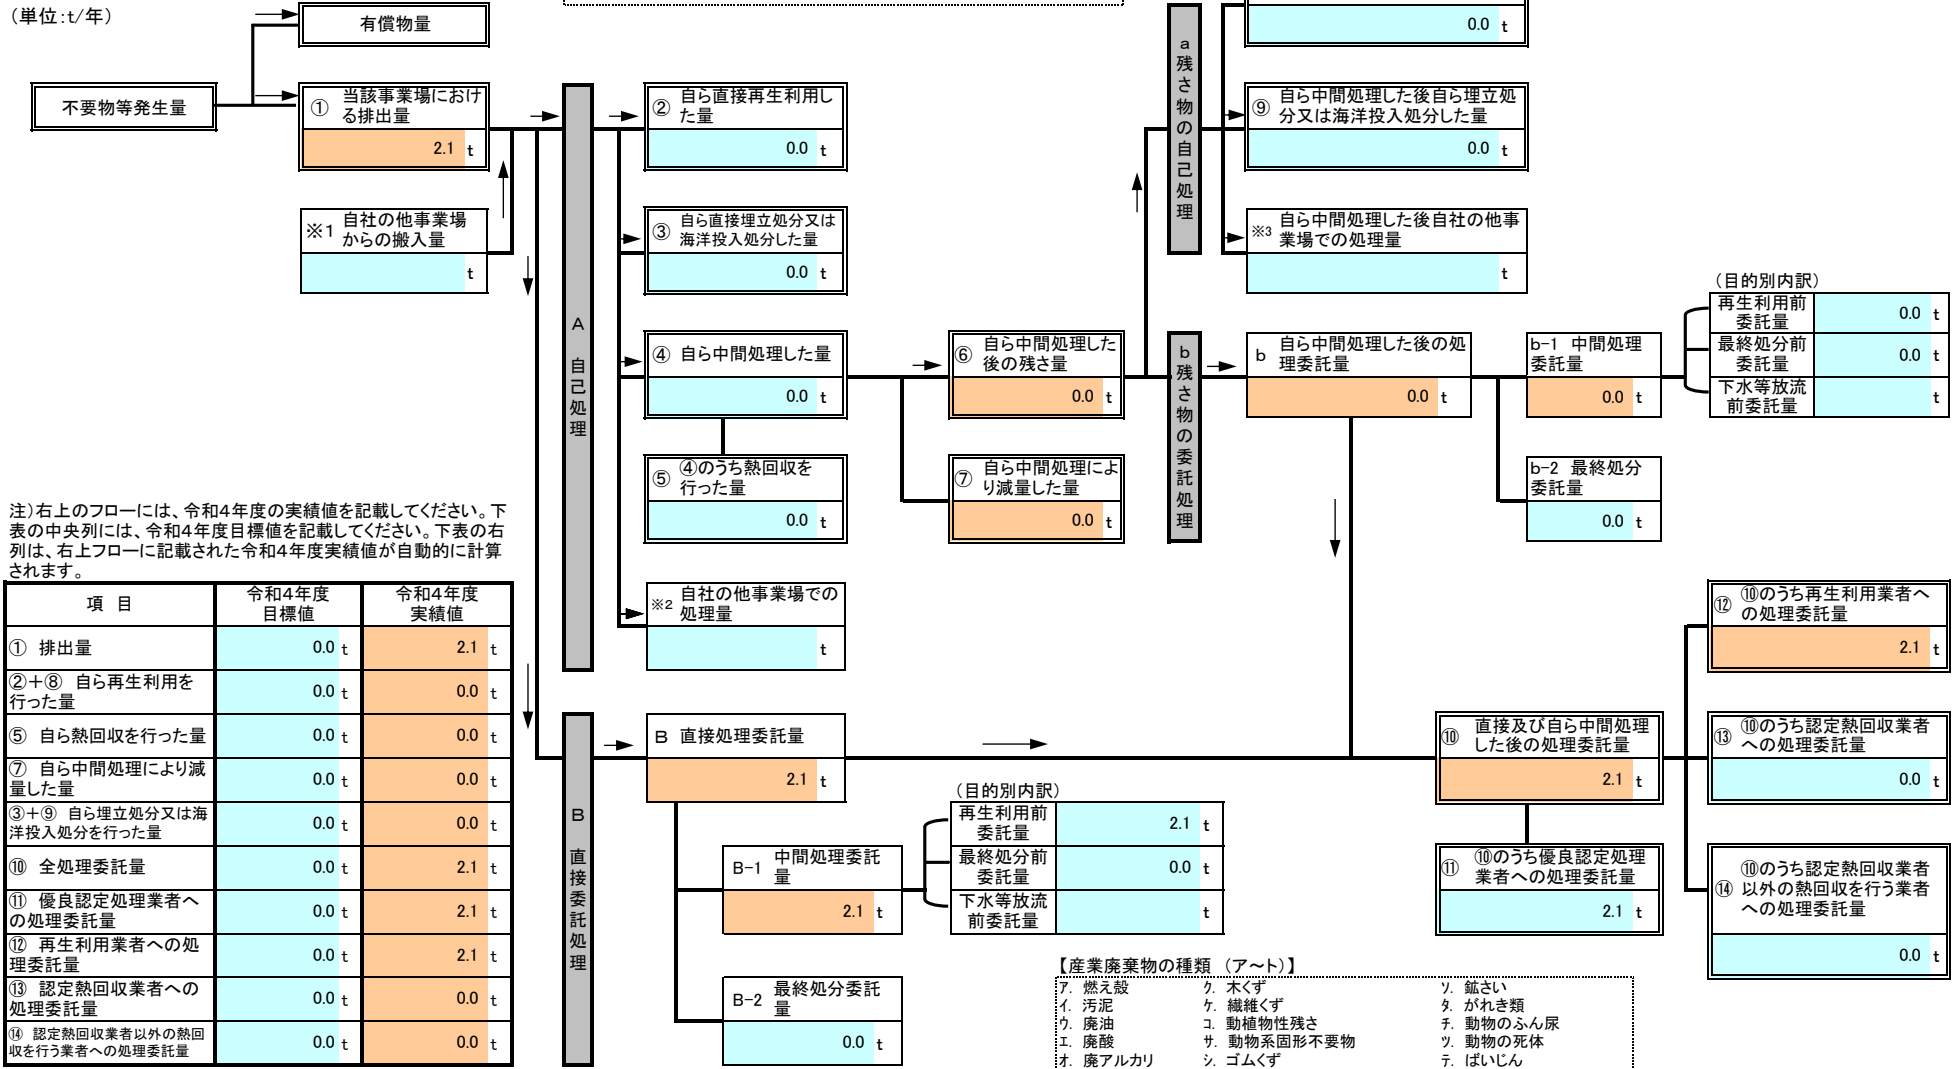 (単位:t/年)
有償物量
不要物等発生量
① 当該事業場におけ
る排出量
2.1 t
※1 自社の他事業場
からの搬入量
t
A 自己処理
② 自ら直接再生利用し
た量
0.0 t
③ 自ら直接埋立処分又は
海洋投入処分した量
0.0 t
④ 自ら中間処理した量
0.0 t
⑤ ④のうち熱回収を
行った量
0.0 t
※2 自社の他事業場での
処理量
t
⑥ 自ら中間処理した
後の残さ量
0.0 t
⑦ 自ら中間処理によ
り減量した量
0.0 t
a 残さ物の自己処理
0.0 t
⑨ 自ら中間処理した後自ら埋立処
分又は海洋投入処分した量
0.0 t
※3 自ら中間処理した後自社の他事
業場での処理量
t
b 残さ物の委託処理
b 自ら中間処理した後の処
理委託量
0.0 t
b-1 中間処理
委託量
0.0 t
b-2 最終処分
委託量
0.0 t
(目的別内訳)
再生利用前
委託量
0.0 t
最終処分前
委託量
0.0 t
下水等放流
前委託量
t
注)右上のフローには、令和4年度の実績値を記載してください。下
表の中央列には、令和4年度目標値を記載してください。下表の右
列は、右上フローに記載された令和4年度実績値が自動的に計算
されます。
項 目 令和4年度 目標値 令和4年度 実績値
① 排出量 0.0 t 2.1 t
②+⑧ 自ら再生利用を
行った量 0.0 t 0.0 t
⑤ 自ら熱回収を行った量 0.0 t 0.0 t
⑦ 自ら中間処理により減
量した量 0.0 t 0.0 t
③+⑨ 自ら埋立処分又は海
洋投入処分を行った量 0.0 t 0.0 t
⑩ 全処理委託量 0.0 t 2.1 t
⑪ 優良認定処理業者へ
の処理委託量 0.0 t 2.1 t
⑫ 再生利用業者への処
理委託量 0.0 t 2.1 t
⑬ 認定熱回収業者への
処理委託量 0.0 t 0.0 t
⑭ 認定熱回収業者以外の熱回
収を行う業者への処理委託量 0.0 t 0.0 t
B 直接委託処理
B 直接処理委託量
2.1 t
B-1 中間処理委託
量
2.1 t
B-2 最終処分委託
量
0.0 t
(目的別内訳)
再生利用前
委託量
2.1 t
最終処分前
委託量
0.0 t
下水等放流
前委託量
t
⑩ 直接及び自ら中間処理
した後の処理委託量
2.1 t
⑪ ⑩のうち優良認定処理
業者への処理委託量
2.1 t
⑫ ⑩のうち再生利用業者へ
の処理委託量
2.1 t
⑬ ⑩のうち認定熱回収業者
への処理委託量
0.0 t
⑭ ⑩のうち認定熱回収業者
以外の熱回収を行う業者
への処理委託量
0.0 t
【産業廃棄物の種類 (ア~ト)】
ア. 燃え殻 ク. 木くず ソ. 鉱さい
イ. 汚泥 ケ. 繊維くず タ. がれき類
ウ. 廃油 コ. 動植物性残さ チ. 動物のふん尿
エ. 廃酸 サ. 動物系固形不要物 ツ. 動物の死体
オ. 廃アルカリ シ. ゴムくず テ. ばいじん